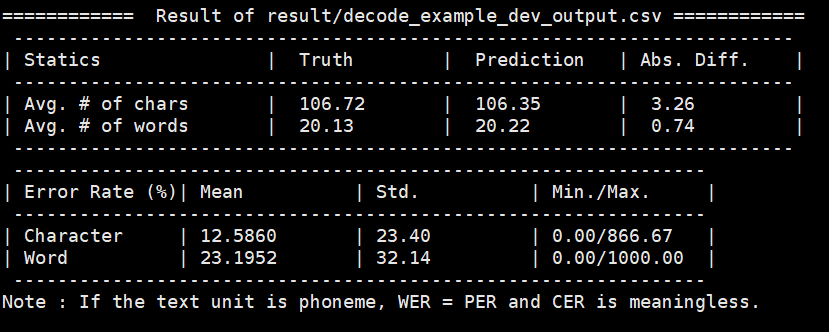 ============  Result of result/decode_example_dev_output.csv ============
-----------------------------------------------------------------------
| Statics               |  Truth        |  Prediction   | Abs. Diff.    |
-----------------------------------------------------------------------
| Avg. # of chars       |  106.72       |  106.35       |  3.26         |
| Avg. # of words       |  20.13        |  20.22        |  0.74         |
-----------------------------------------------------------------------
---------------------------------------------------------------
| Error Rate (%)| Mean          | Std.          | Min./Max.     |
---------------------------------------------------------------
| Character     | 12.5860       | 23.40         | 0.00/866.67   |
| Word          | 23.1952       | 32.14         | 0.00/1000.00  |
---------------------------------------------------------------
Note : If the text unit is phoneme, WER = PER and CER is meaningless.